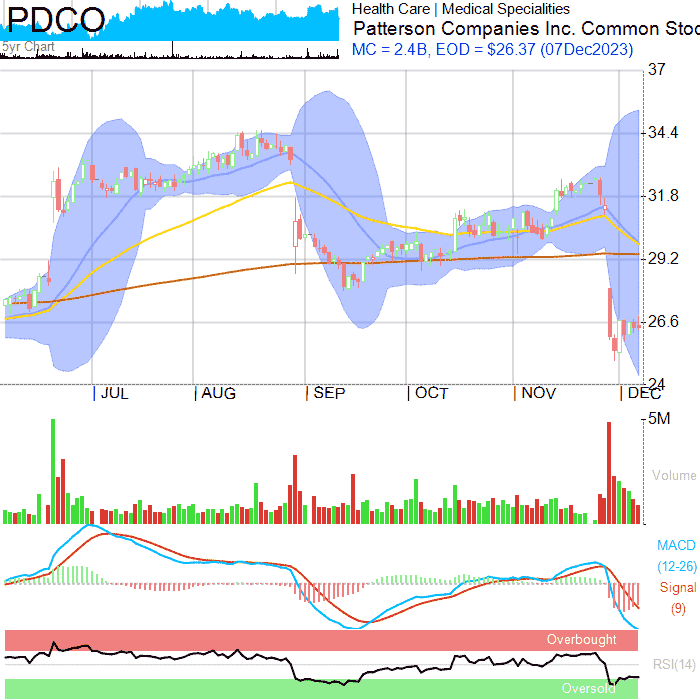 PDCO
5yr Chart
Health Care | Medical Specialities
Patterson Companies Inc. Common Stoc
MC = 2.4B, EOD = $26.37 (07Dec2023)
37
34.4
31.8
29.2
26.6
24
JUL AUG SEP OCT NOV DEC
5M
Volume
MACD
(12-26)
Signal
(9)
Overbought
RSI(14)
Oversold